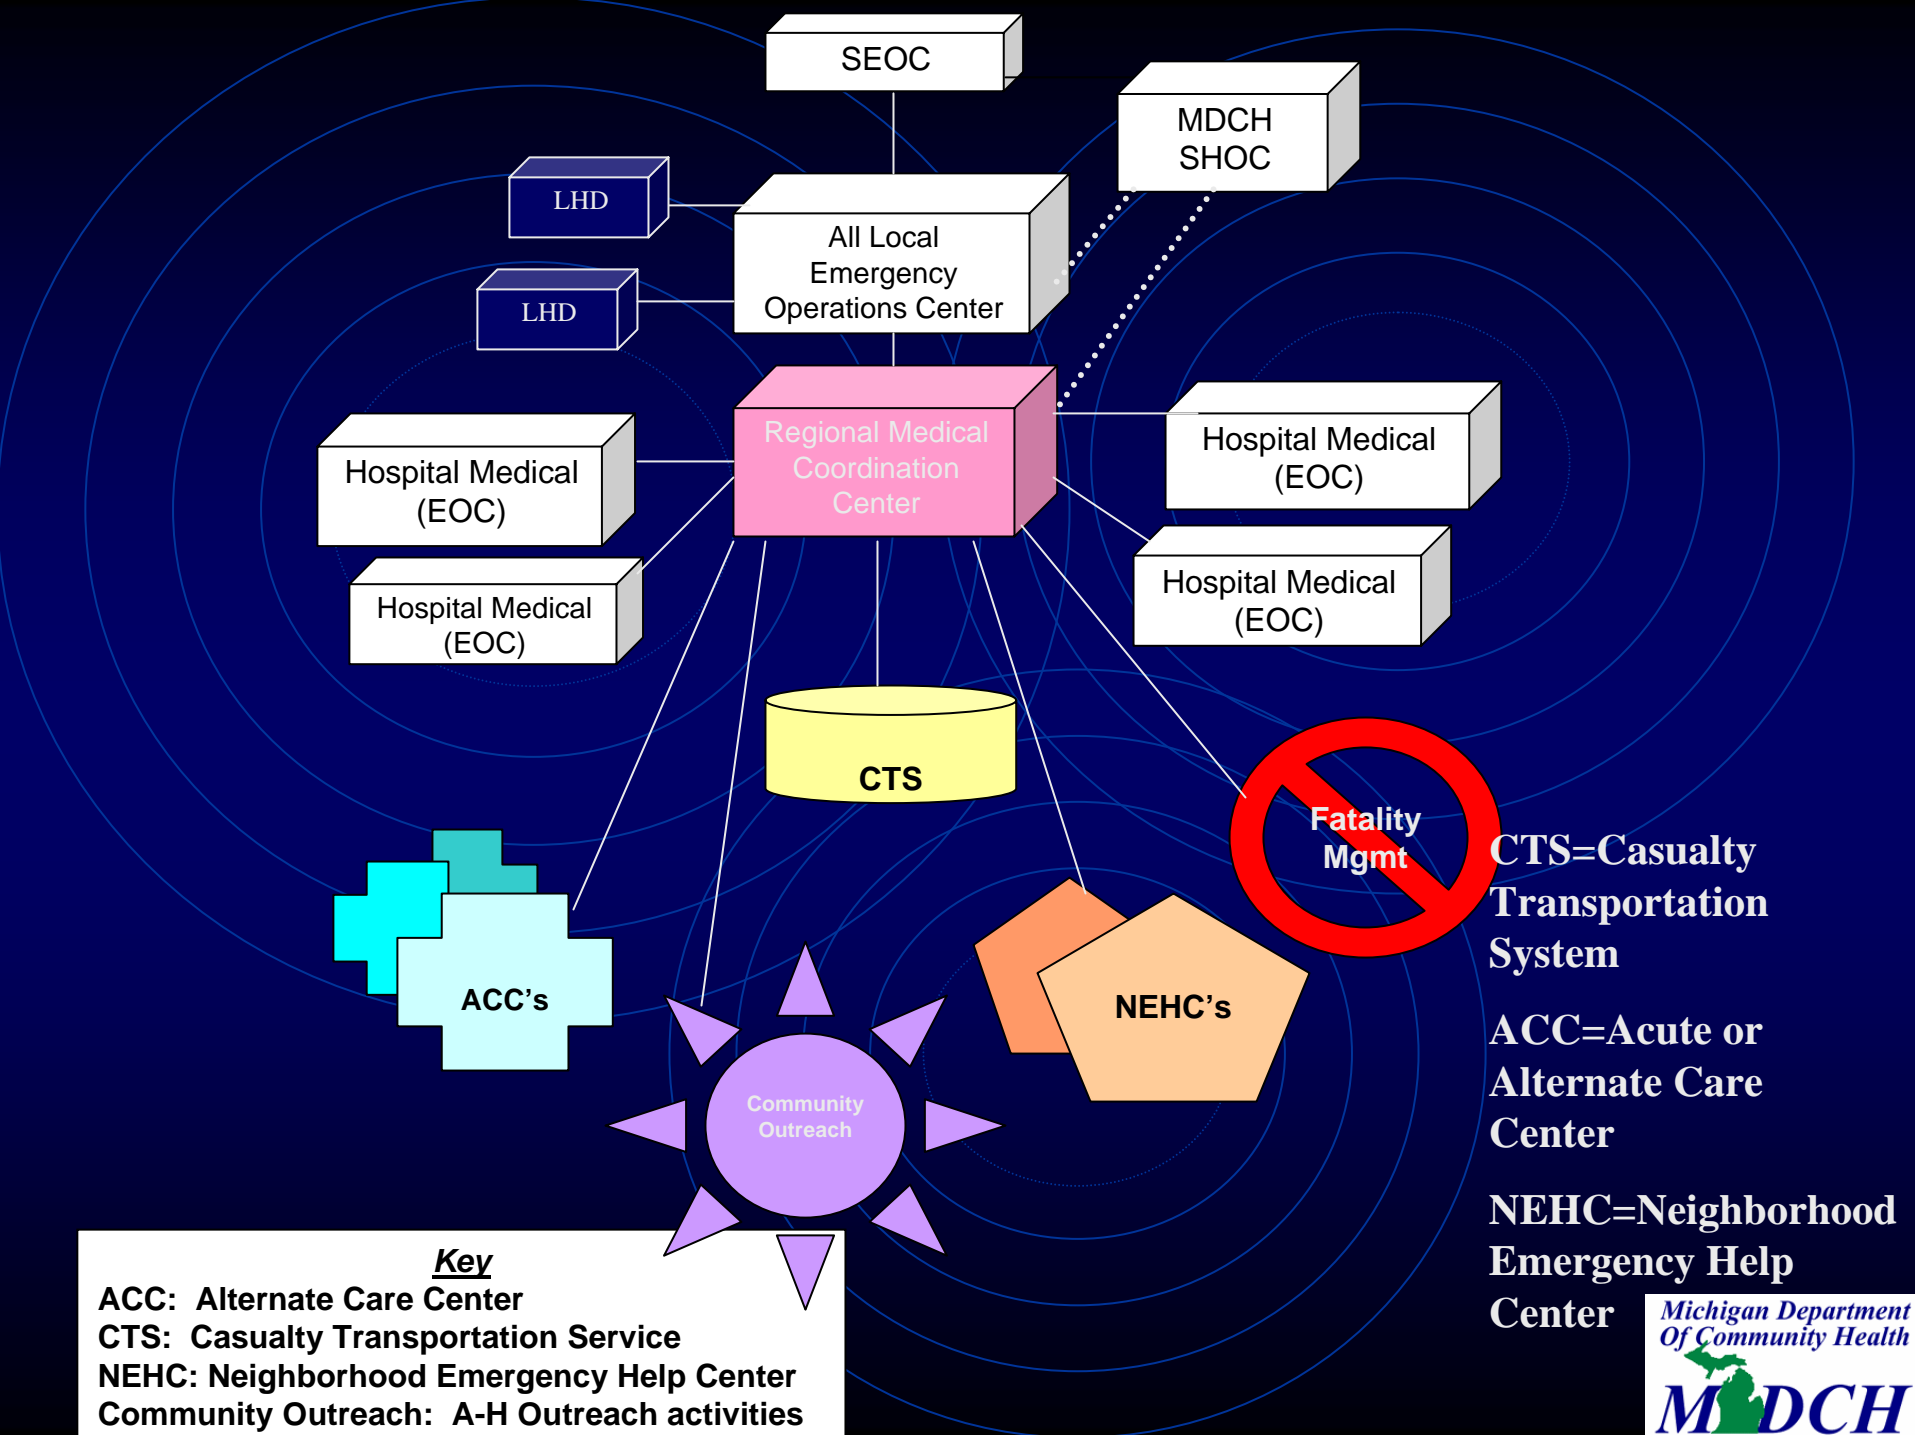 SEOC
MDCH
SHOC
LHD
All Local
Emergency
Operations Center
LHD
Regional Medical
Coordination
Center
Hospital Medical
(EOC)
Hospital Medical
(EOC)
Hospital Medical
(EOC)
Hospital Medical
(EOC)
CTS
Fatality
Mgmt
ACC's
NEHC's
Community
Outreach
CTS=Casualty
Transportation
System
ACC=Acute or
Alternate Care
Center
NEHC=Neighborhood
Emergency Help
Center
Key
ACC: Alternate Care Center
CTS: Casualty Transportation Service
NEHC: Neighborhood Emergency Help Center
Community Outreach: A-H Outreach activities
Michigan Department
Of Community Health
MDCH